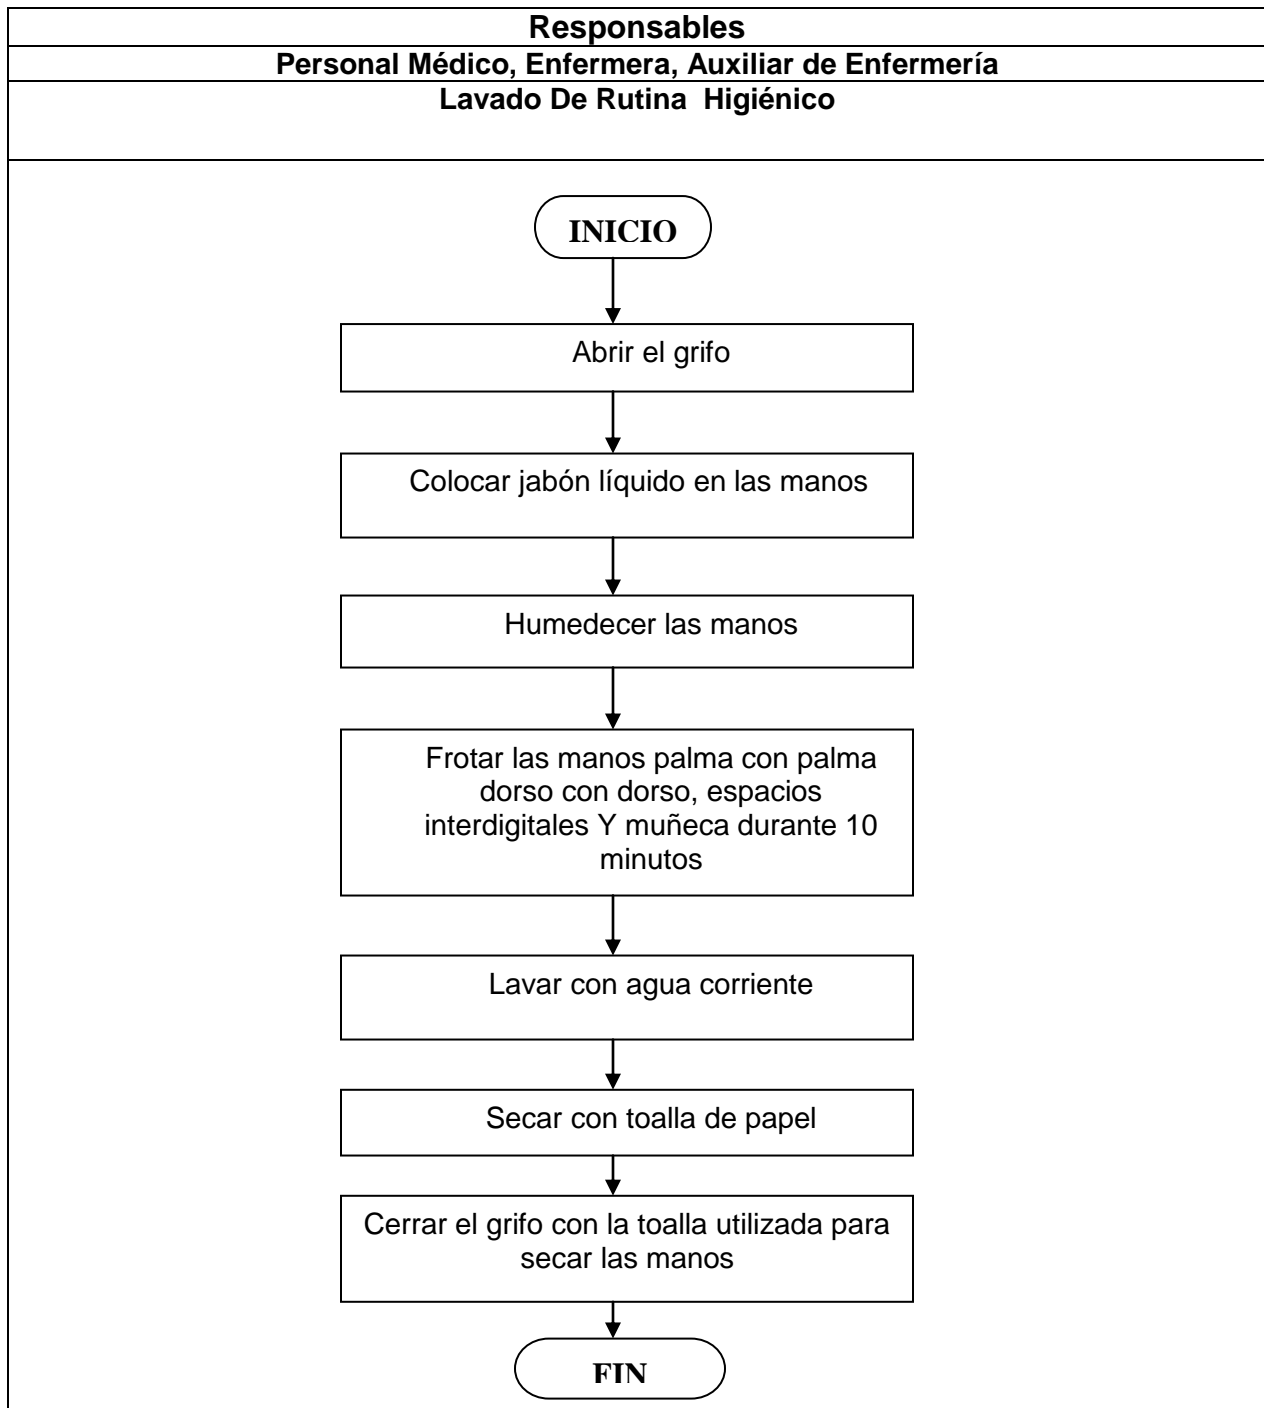 Responsables
Personal Médico, Enfermera, Auxiliar de Enfermería
Lavado De Rutina  Higiénico
INICIO
Abrir el grifo
Colocar jabón líquido en las manos
Humedecer las manos
Frotar las manos palma con palma
dorso con dorso, espacios
interdigitales Y muñeca durante 10
minutos
Lavar con agua corriente
Secar con toalla de papel
Cerrar el grifo con la toalla utilizada para
secar las manos
FIN